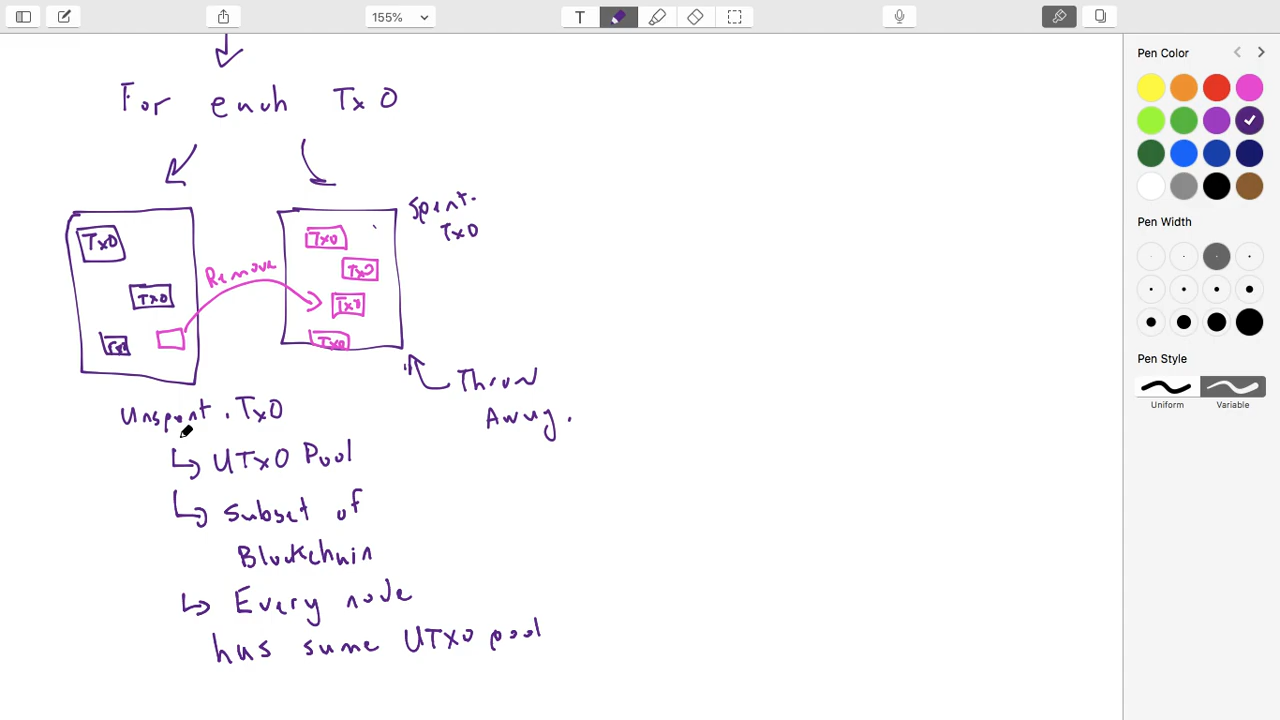 155%
T
Pen Color
For each TxO
Spent.
TxO
TxO
TxO
TxO
Remove
TxO
TxO
TxO
Pen Width
Pen Style
Uniform
Variable
Throw
Away.
Unspent. TxO
↳ UTxO Pool
↳ Subset of
Blockchain
↳ Every node
has same UTXO pool